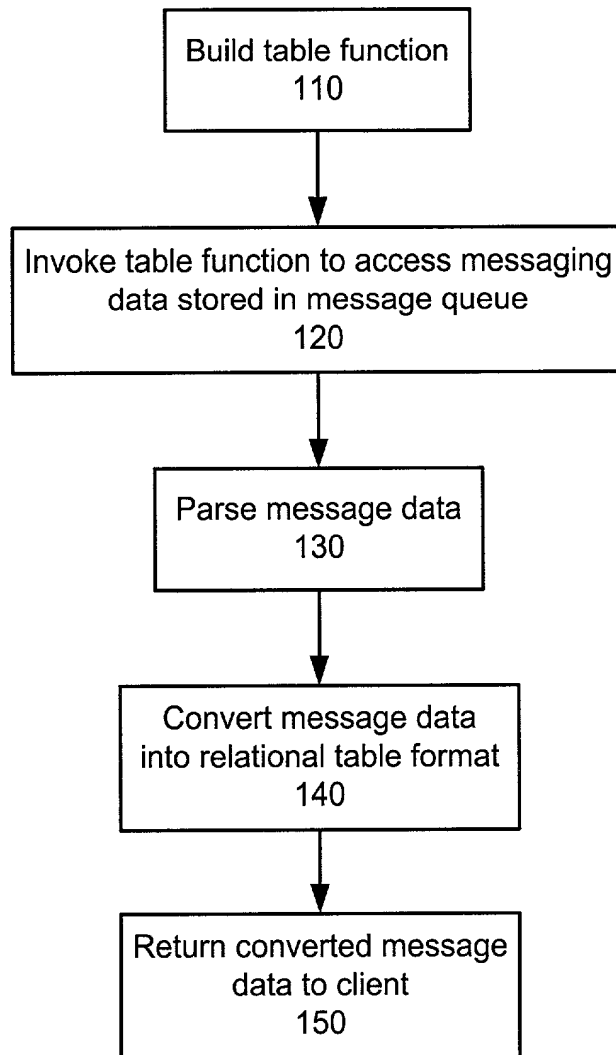 Build table function
110
Invoke table function to access messaging
data stored in message queue
120
Parse message data
130
Convert message data
into relational table format
140
Return converted message
data to client
150